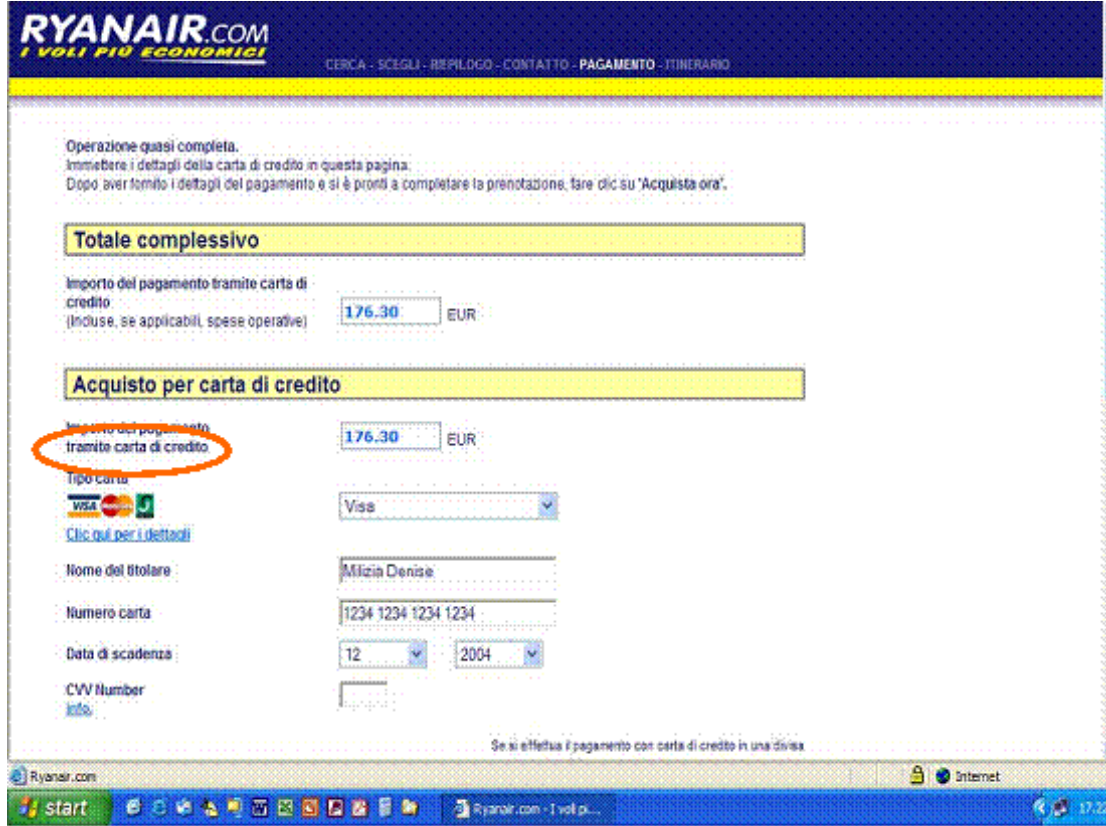 RYANAIR.COM
I VOLI PIÙ ECONOMICI
CERCA - SCEGLI - RIEPILOGO - CONTATTO - PAGAMENTO - ITINERARIO
Operazione quasi completa.
Immettere i dettagli della carta di credito in questa pagina.
Dopo aver fornito i dettagli del pagamento e si è pronti a completare la prenotazione, fare clic su 'Acquista ora'.
Totale complessivo
Importo del pagamento tramite carta di
credito
(Incluse, se applicabili, spese operative)
176.30 EUR
Acquisto per carta di credito
Importo del pagamento
tramite carta di credito
176.30 EUR
Tipo carta
VISA
Visa
Clic qui per i dettagli
Nome del titolare Milizia Denise
Numero carta 1234 1234 1234 1234
Data di scadenza 12 2004
CVV Number
info.
Se si effettua il pagamento con carta di credito in una divisa
Ryanair.com Internet
start Ryanair.com - I voli pi... 17.22